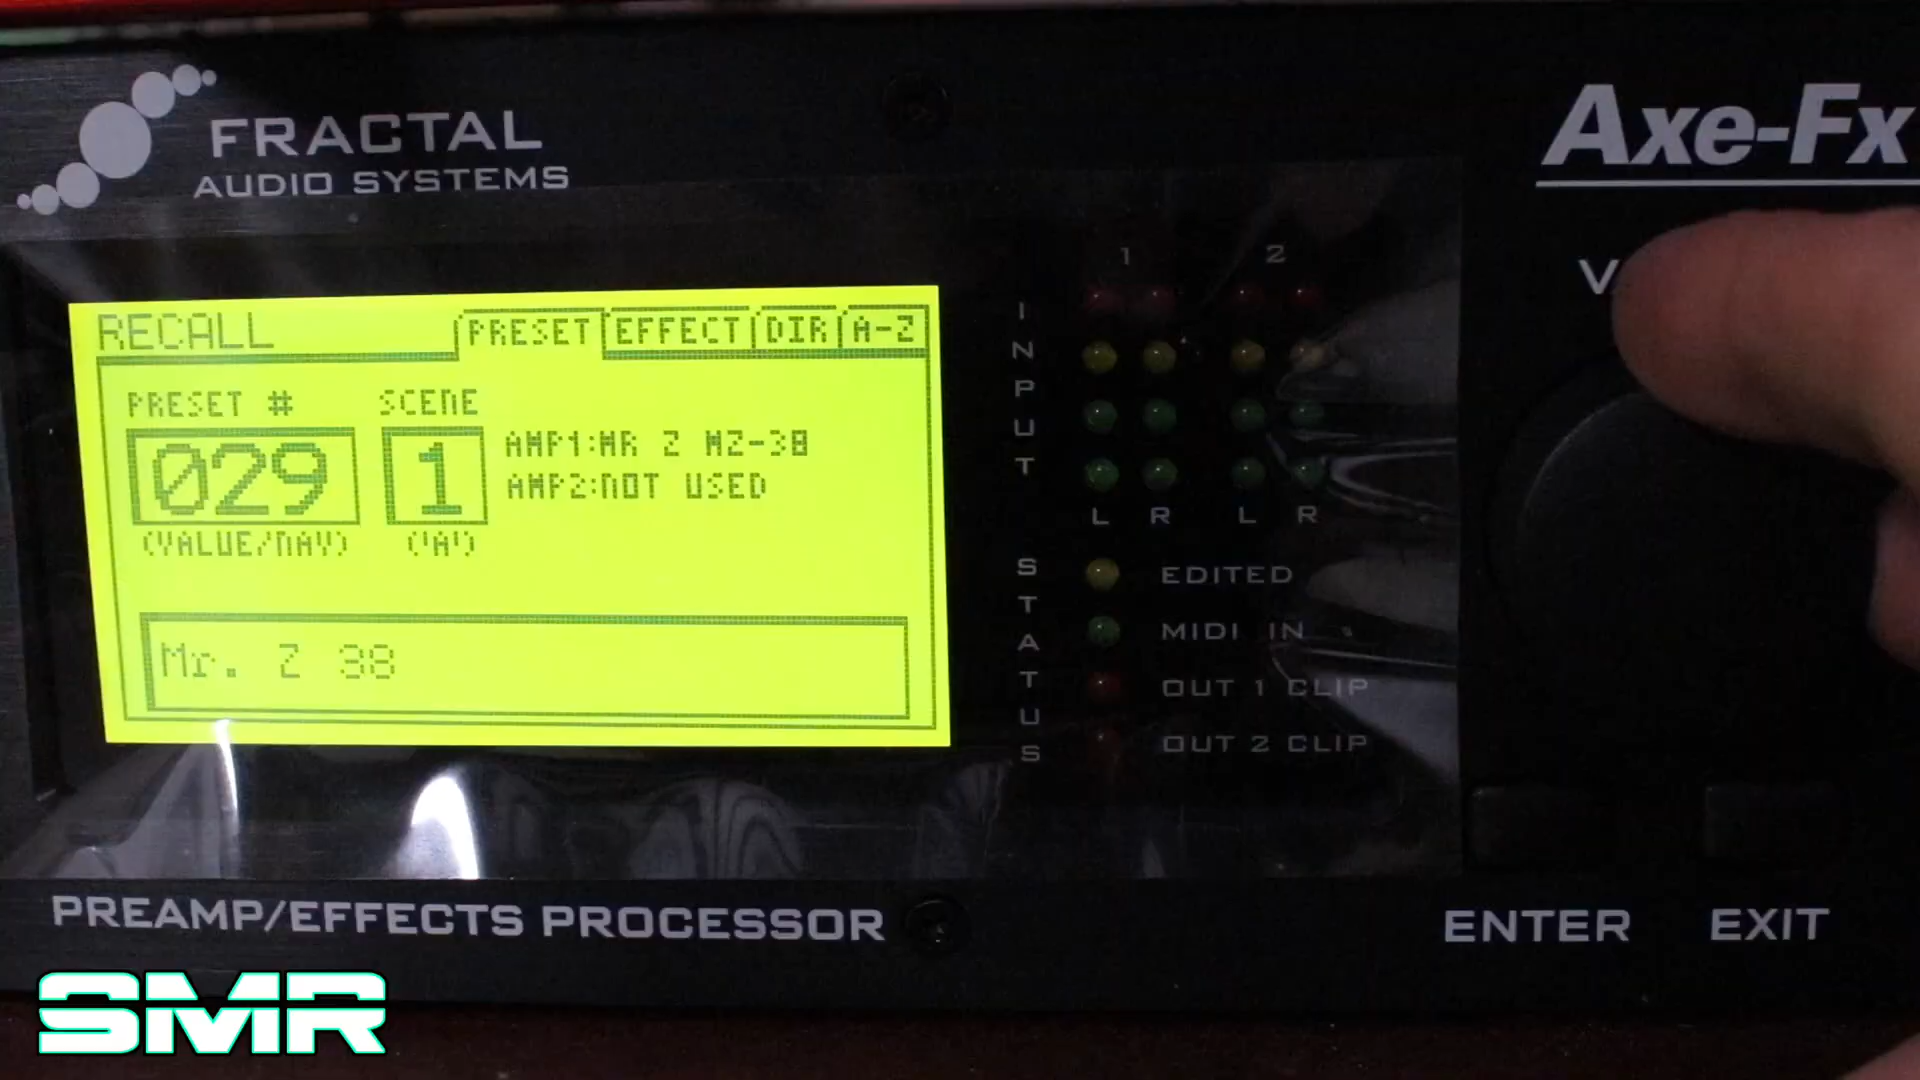 FRACTAL
AUDIO SYSTEMS
Axe-Fx
RECALL
PRESET EFFECT DIR A-Z
PRESET # SCENE
029 1
AMP1:MR Z MZ-38
AMP2:NOT USED
(VALUE/NAV) ('A')
Mr. Z 38
1 2
INPUT
L R L R
STATUS
EDITED
MIDI IN
OUT 1 CLIP
OUT 2 CLIP
PREAMP/EFFECTS PROCESSOR
ENTER EXIT
SMR